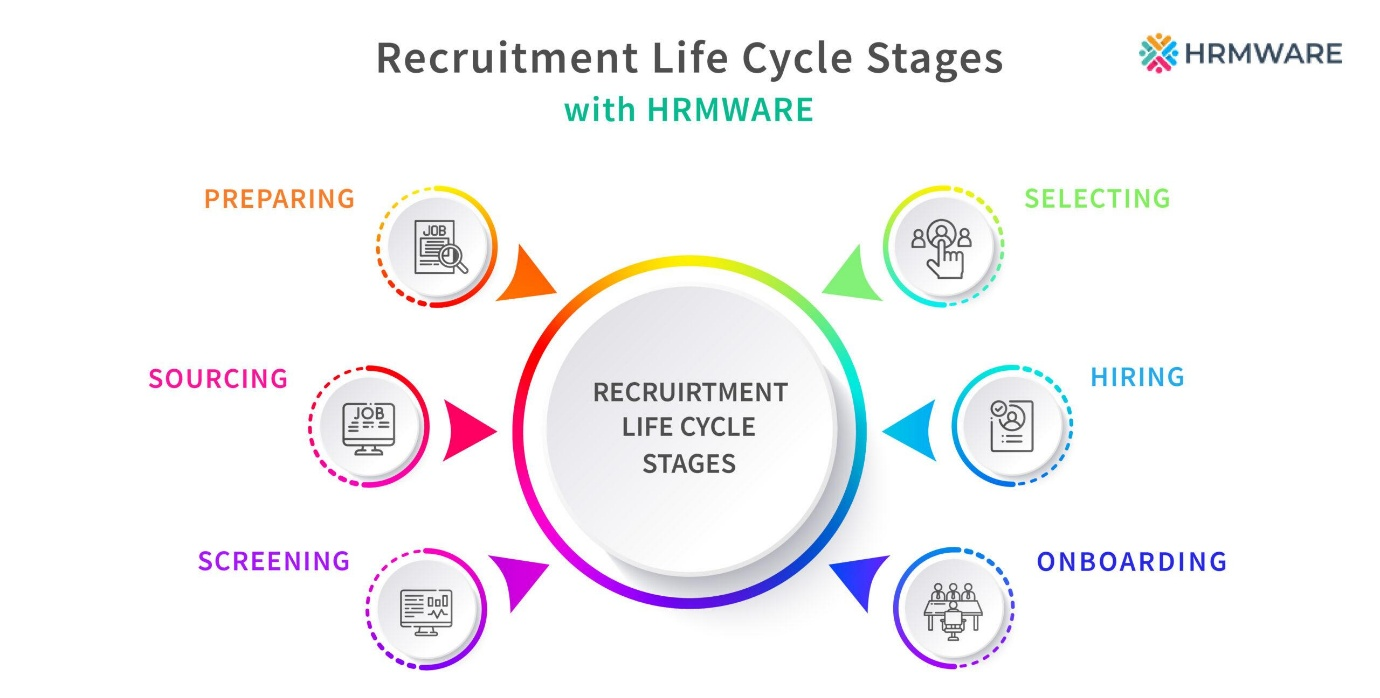 Recruitment Life Cycle Stages
with HRMWARE
HRMWARE
PREPARING
JOB
SOURCING
JOB
SCREENING
RECRUIRTMENT
LIFE CYCLE
STAGES
SELECTING
HIRING
ONBOARDING